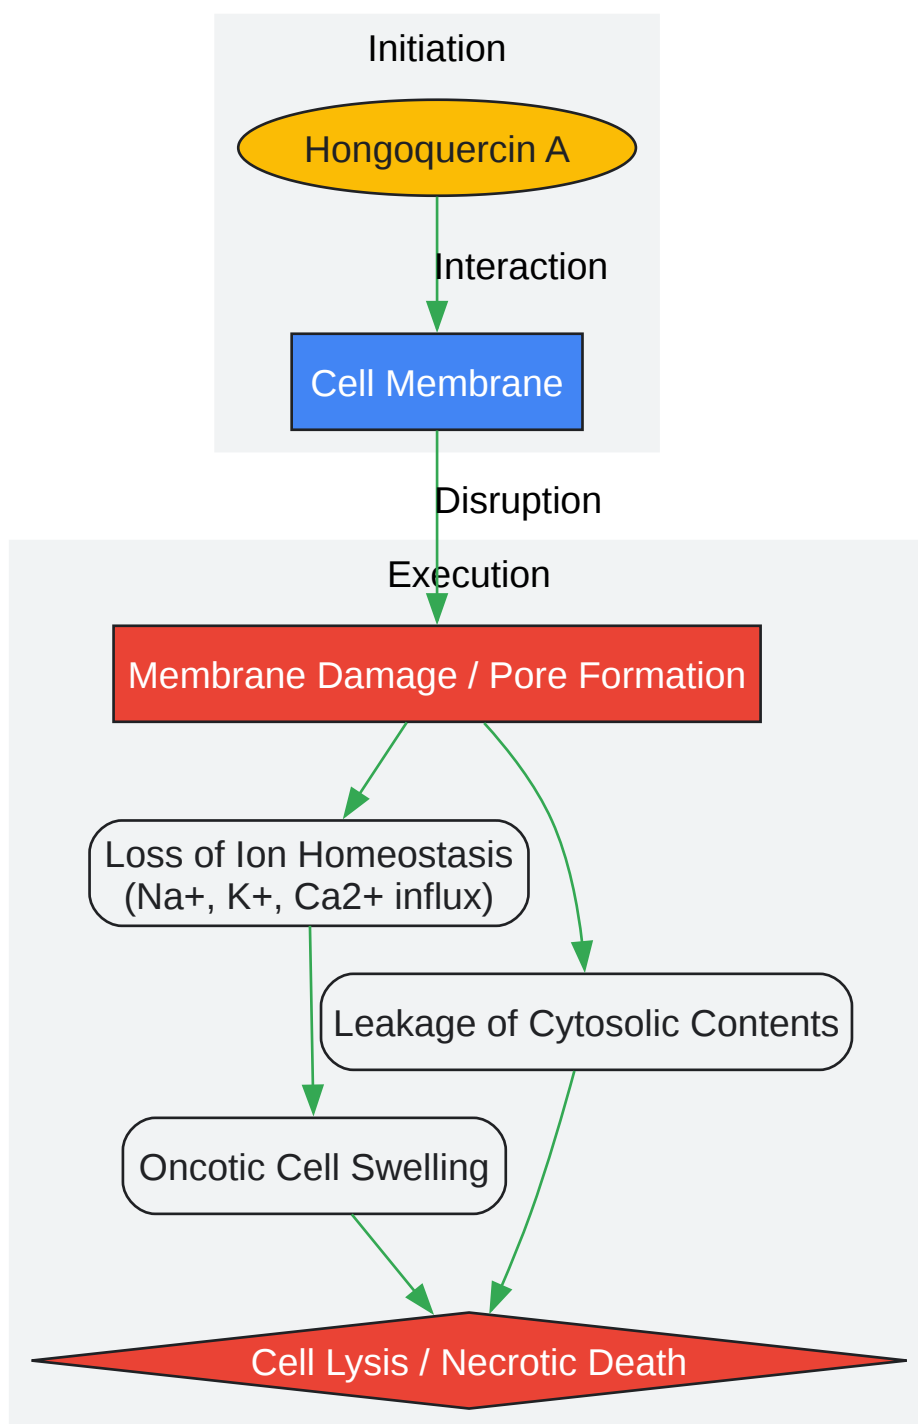 Initiation
Hongoquercin A
Interaction
Cell Membrane
Disruption
Execution
Membrane Damage / Pore Formation
Loss of Ion Homeostasis
(Na+, K+, Ca2+ influx)
Leakage of Cytosolic Contents
Oncotic Cell Swelling
Cell Lysis / Necrotic Death